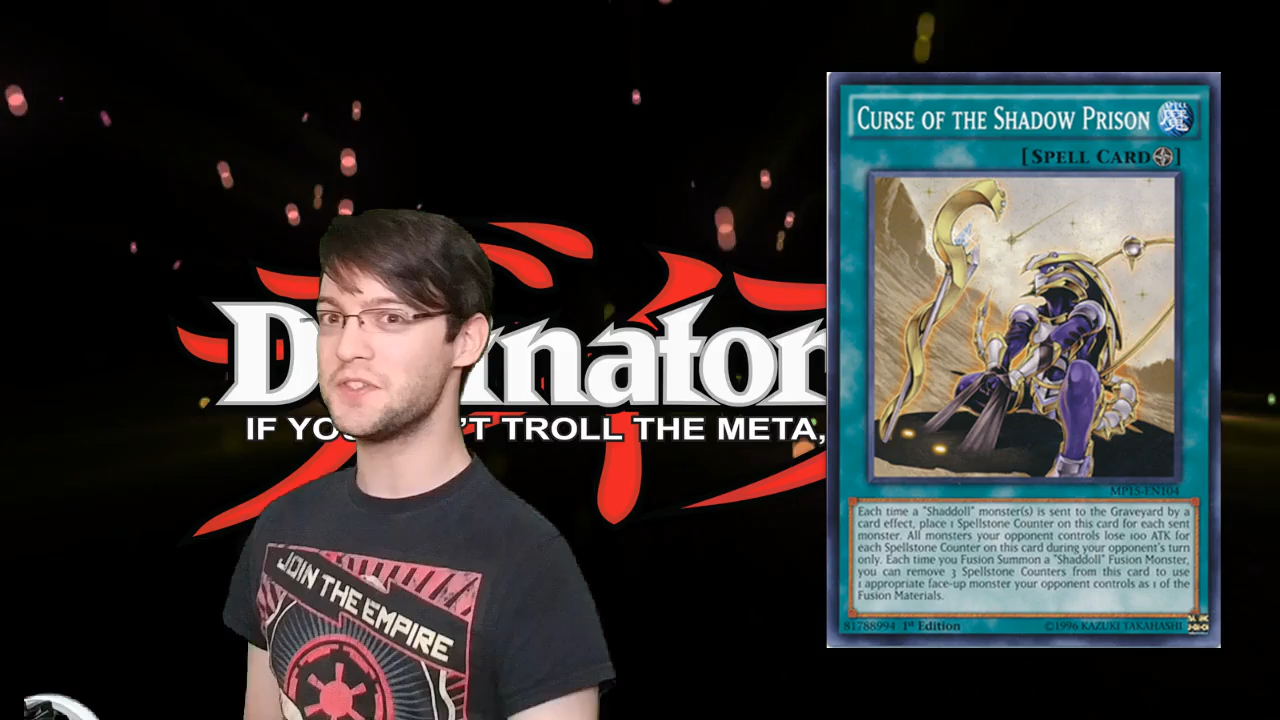 CURSE OF THE SHADOW PRISON
[SPELL CARD]
MP15-EN104
Each time a "Shaddoll" monster(s) is sent to the Graveyard by a
card effect, place 1 Spellstone Counter on this card for each sent
monster. All monsters your opponent controls lose 100 ATK for
each Spellstone Counter on this card during your opponent's turn
only. Each time you Fusion Summon a "Shaddoll" Fusion Monster,
you can remove 3 Spellstone Counters from this card to use
1 appropriate face-up monster your opponent controls as 1 of the
Fusion Materials.
81788994 1st Edition ©1996 KAZUKI TAKAHASHI
D nator
IF YO 'T TROLL THE META,
JOIN THE EMPIRE